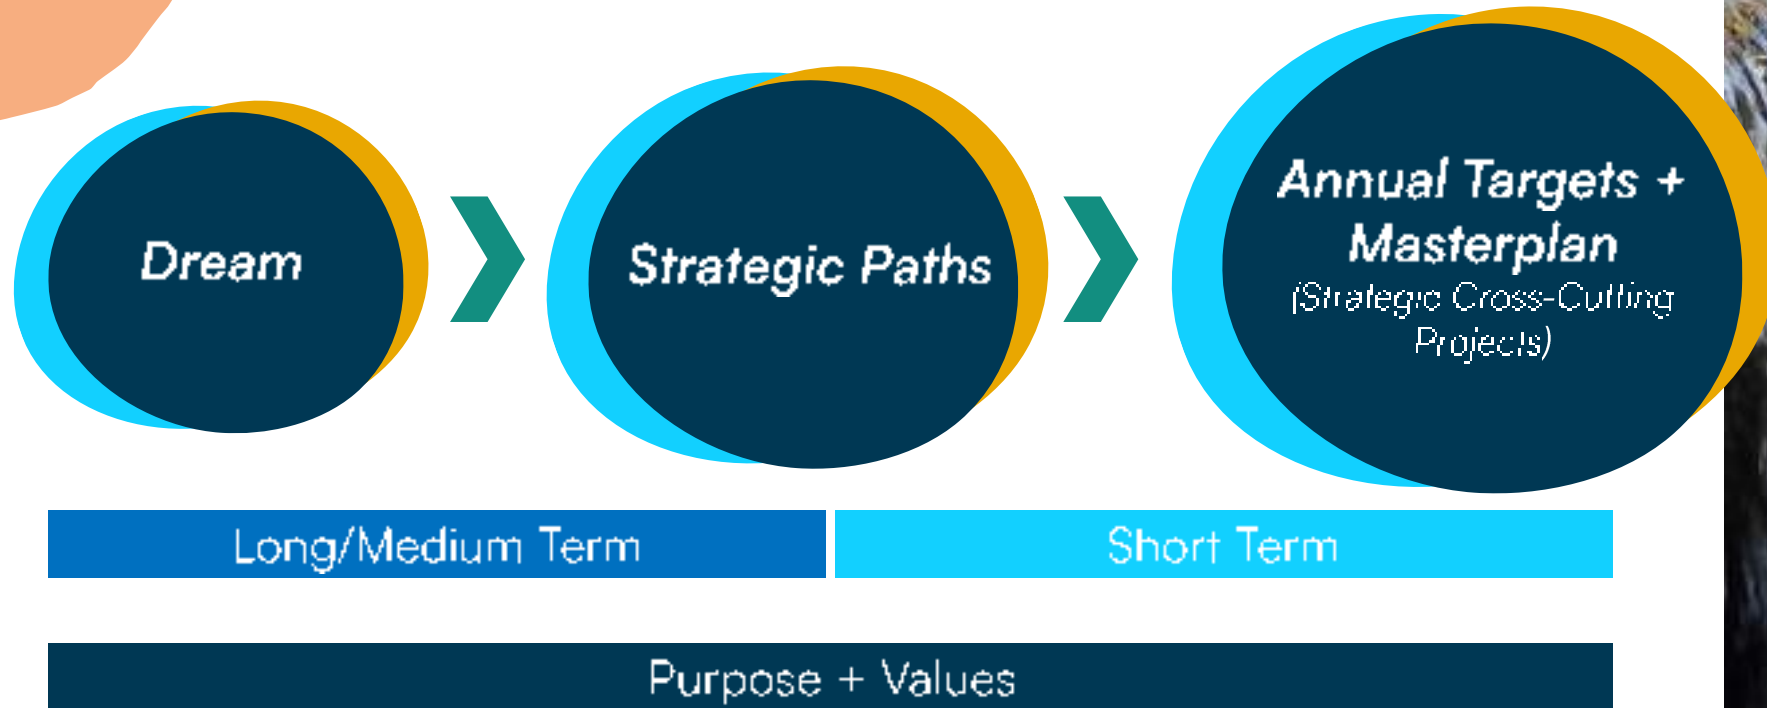 Dream
Strategic Paths
Annual Targets +
Masterplan
(Strategic Cross-Cutting
Projects)
Long/Medium Term
Short Term
Purpose + Values